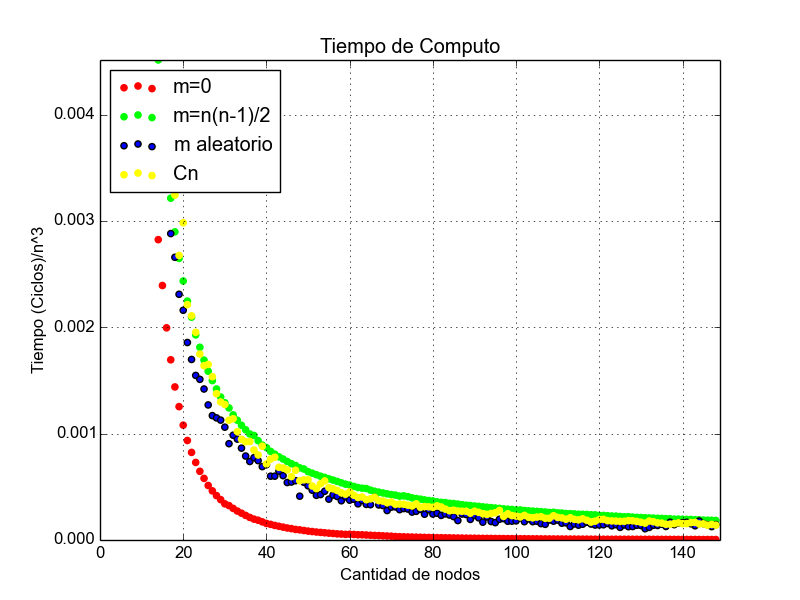 Tiempo de Computo
m=0
m=n(n-1)/2
m aleatorio
Cn
Tiempo (Ciclos)/n^3
0.004
0.003
0.002
0.001
0.000
0 20 40 60 80 100 120 140
Cantidad de nodos